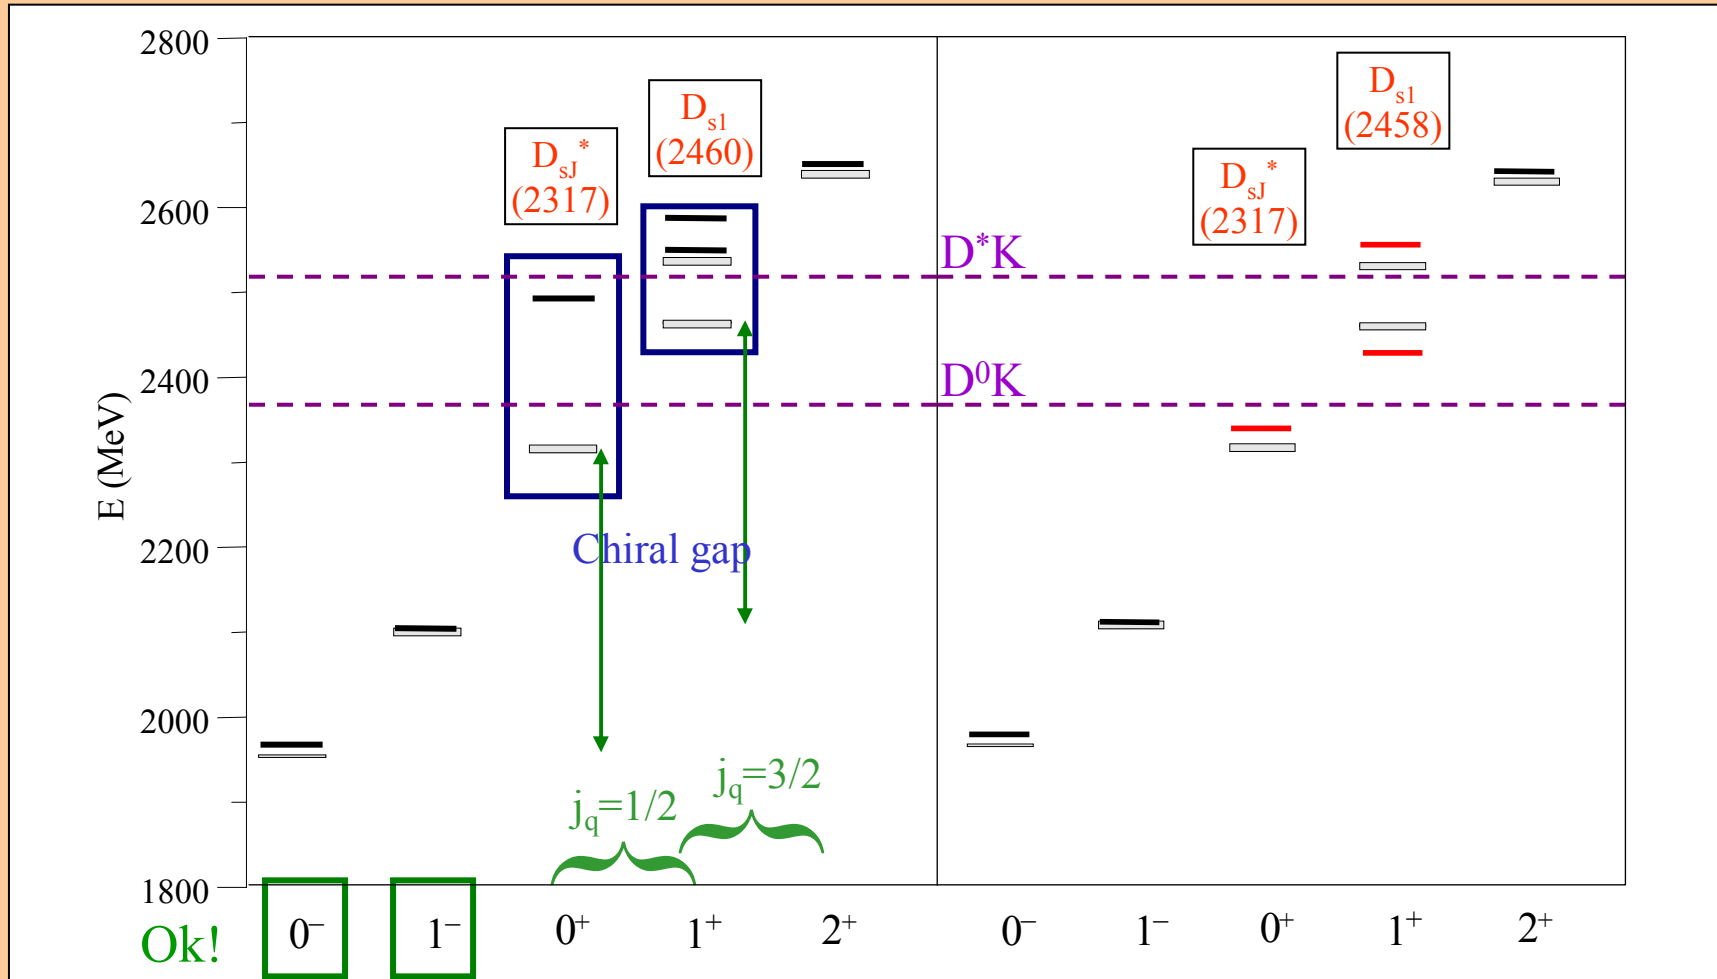 2800
2600
2400
2200
2000
1800
E (MeV)
D_sJ^*
(2317)
D_s1
(2460)
D_sJ^*
(2317)
D_s1
(2458)
D^*K
D^0K
Chiral gap
j_q=1/2
j_q=3/2
Ok!
0⁻ 1⁻ 0⁺ 1⁺ 2⁺ 0⁻ 1⁻ 0⁺ 1⁺ 2⁺